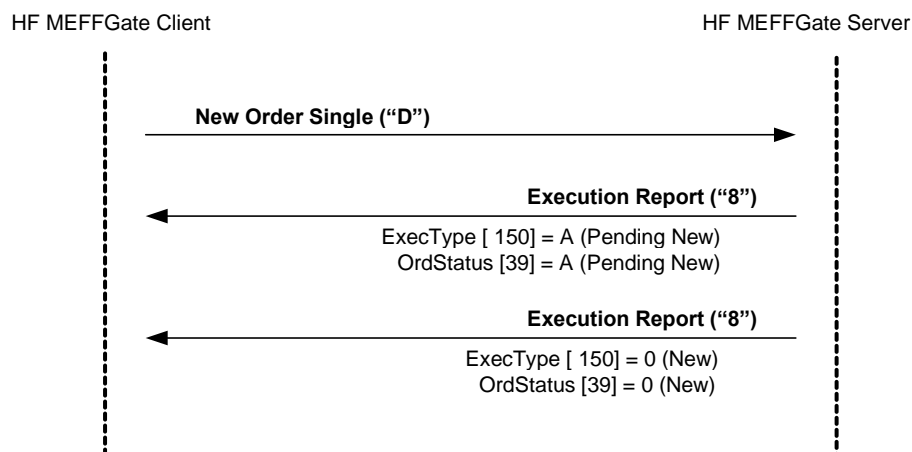 HF MEFFGate Client
HF MEFFGate Server
New Order Single (“D”)
Execution Report (“8”)
ExecType [ 150] = A (Pending New)
OrdStatus [39] = A (Pending New)
Execution Report (“8”)
ExecType [ 150] = 0 (New)
OrdStatus [39] = 0 (New)